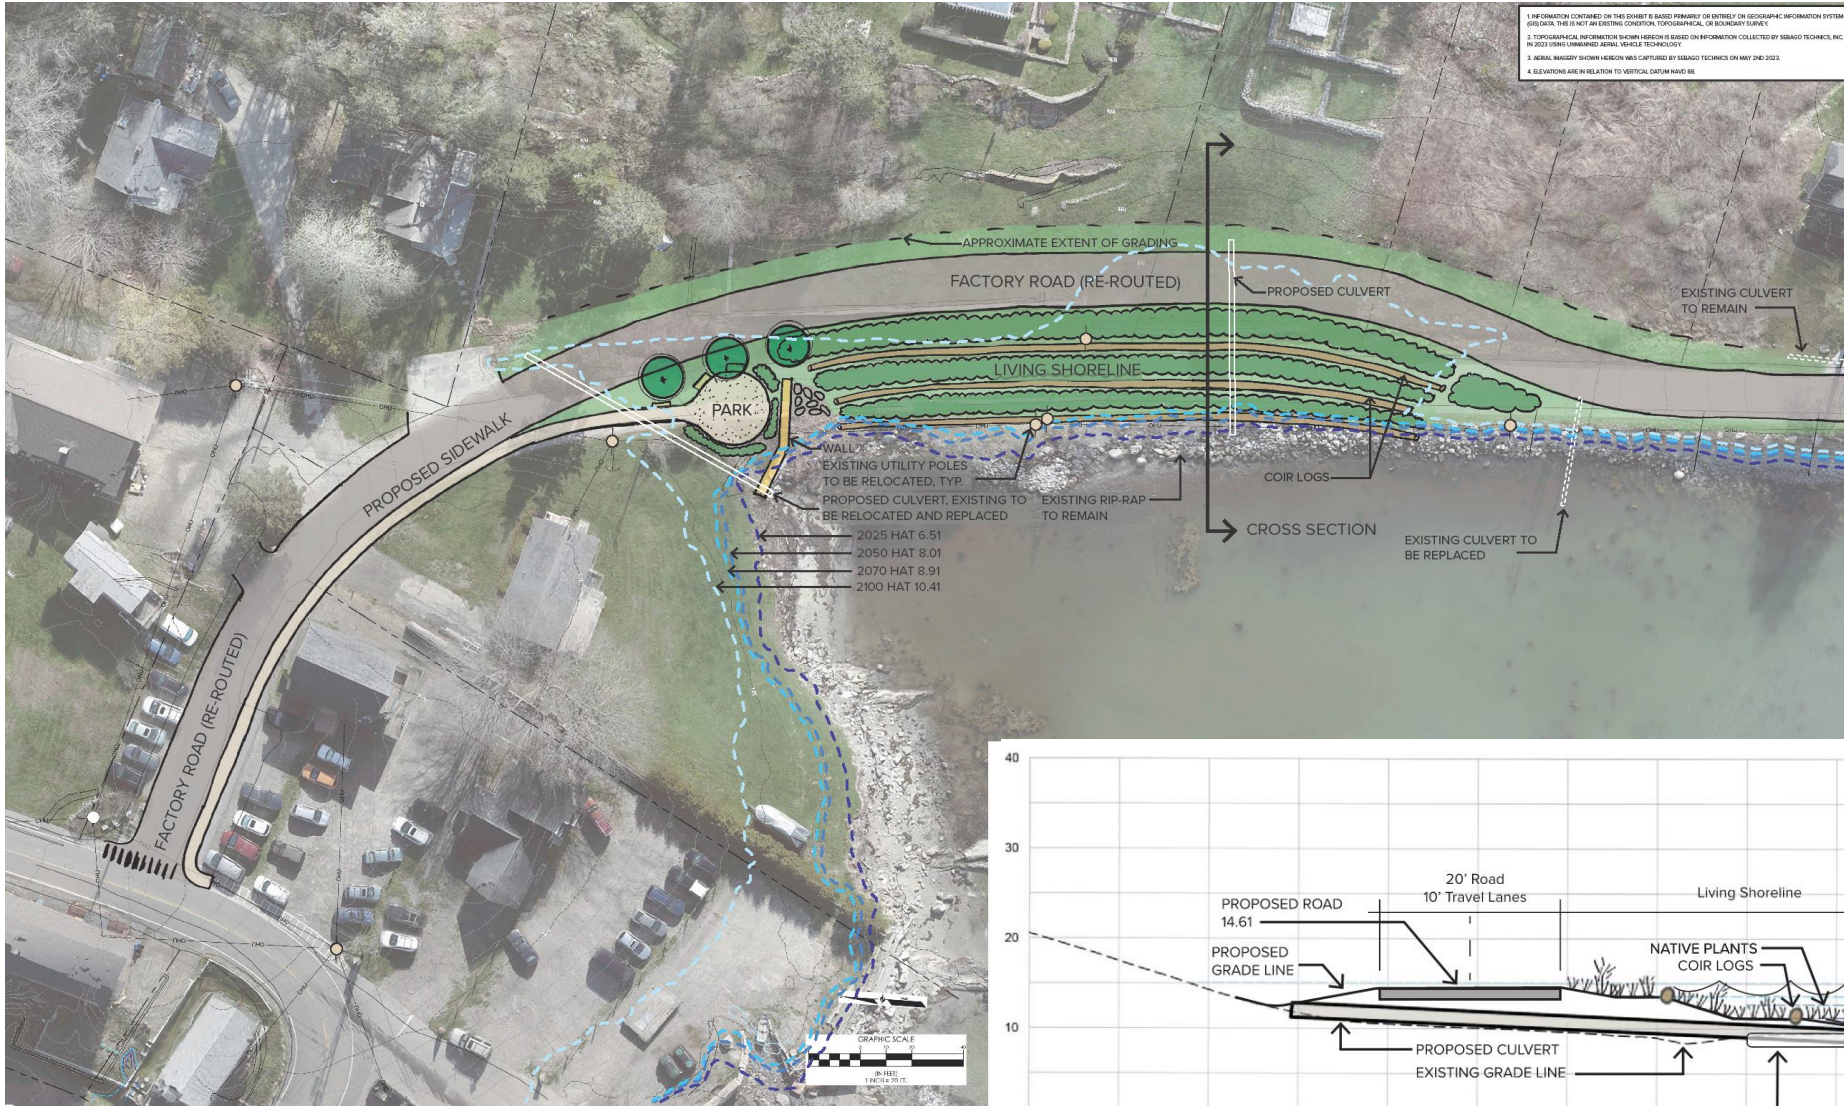 1. INFORMATION CONTAINED ON THIS EXHIBIT IS BASED PRIMARILY OR ENTIRELY ON GEOGRAPHIC INFORMATION SYSTEM
(GIS) DATA. THIS IS NOT AN EXISTING CONDITION, TOPOGRAPHICAL, OR BOUNDARY SURVEY.
2. TOPOGRAPHICAL INFORMATION SHOWN HEREON IS BASED ON INFORMATION COLLECTED BY SEBAGO TECHNICS, INC.
IN 2023 USING UNMANNED AERIAL VEHICLE TECHNOLOGY.
3. AERIAL IMAGERY SHOWN HEREON WAS CAPTURED BY SEBAGO TECHNICS ON MAY 2ND 2023.
4. ELEVATIONS ARE IN RELATION TO VERTICAL DATUM NAVD 88.
APPROXIMATE EXTENT OF GRADING
FACTORY ROAD (RE-ROUTED)
PROPOSED CULVERT
EXISTING CULVERT
TO REMAIN
LIVING SHORELINE
PARK
PROPOSED SIDEWALK
WALL
EXISTING UTILITY POLES
TO BE RELOCATED, TYP.
PROPOSED CULVERT, EXISTING TO
BE RELOCATED AND REPLACED
EXISTING RIP-RAP
TO REMAIN
COIR LOGS
CROSS SECTION
EXISTING CULVERT TO
BE REPLACED
2025 HAT 6.51
2050 HAT 8.01
2070 HAT 8.91
2100 HAT 10.41
FACTORY ROAD (RE-ROUTED)
OHU
OHU
OHU
OHU
OHU
OHU
GRAPHIC SCALE
(IN FEET)
1 INCH = 20 FT.
40
30
20
10
20' Road
10' Travel Lanes
Living Shoreline
PROPOSED ROAD
14.61
PROPOSED
GRADE LINE
NATIVE PLANTS
COIR LOGS
PROPOSED CULVERT
EXISTING GRADE LINE